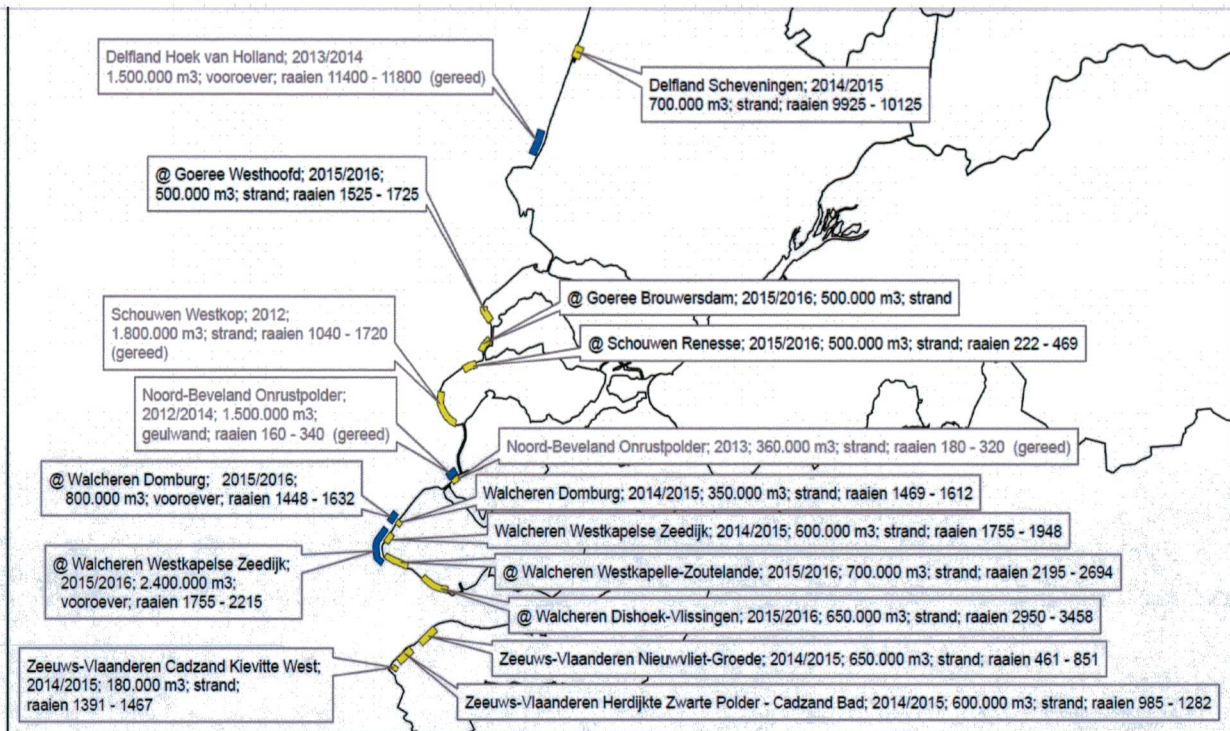 Delfland Hoek van Holland; 2013/2014
1.500.000 m3; vooroever; raaien 11400 - 11800 (gereed)
Delfland Scheveningen; 2014/2015
700.000 m3; strand; raaien 9925 - 10125
@ Goeree Westhoofd; 2015/2016;
500.000 m3; strand; raaien 1525 - 1725
@ Goeree Brouwersdam; 2015/2016; 500.000 m3; strand
Schouwen Westkop; 2012;
1.800.000 m3; strand; raaien 1040 - 1720
(gereed)
@ Schouwen Renesse; 2015/2016; 500.000 m3; strand; raaien 222 - 469
Noord-Beveland Onrustpolder;
2012/2014; 1.500.000 m3;
geulwand; raaien 160 - 340 (gereed)
Noord-Beveland Onrustpolder; 2013; 360.000 m3; strand; raaien 180 - 320 (gereed)
@ Walcheren Domburg; 2015/2016;
800.000 m3; vooroever; raaien 1448 - 1632
Walcheren Domburg; 2014/2015; 350.000 m3; strand; raaien 1469 - 1612
Walcheren Westkapelse Zeedijk; 2014/2015; 600.000 m3; strand; raaien 1755 - 1948
@ Walcheren Westkapelse Zeedijk;
2015/2016; 2.400.000 m3;
vooroever; raaien 1755 - 2215
@ Walcheren Westkapelle-Zoutelande; 2015/2016; 700.000 m3; strand; raaien 2195 - 2694
@ Walcheren Dishoek-Vlissingen; 2015/2016; 650.000 m3; strand; raaien 2950 - 3458
Zeeuws-Vlaanderen Nieuwvliet-Groede; 2014/2015; 650.000 m3; strand; raaien 461 - 851
Zeeuws-Vlaanderen Cadzand Kievitte West;
2014/2015; 180.000 m3; strand;
raaien 1391 - 1467
Zeeuws-Vlaanderen Herdijkte Zwarte Polder - Cadzand Bad; 2014/2015; 600.000 m3; strand; raaien 985 - 1282